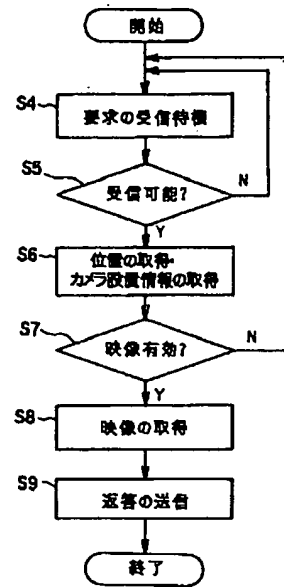 開始
S4
要求の受信待機
S5
受信可能?
N
Y
S6
位置の取得・
カメラ設置情報の取得
S7
映像有効?
N
Y
S8
映像の取得
S9
返答の送信
終了